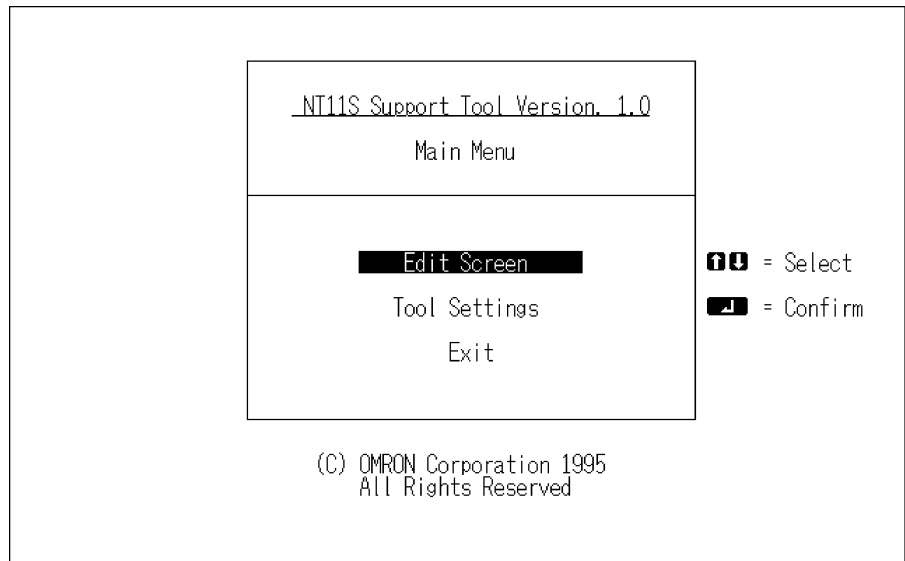 NT11S Support Tool Version. 1.0
Main Menu
Edit Screen
↑↓ = Select
Tool Settings
↵ = Confirm
Exit
(C) OMRON Corporation 1995
All Rights Reserved